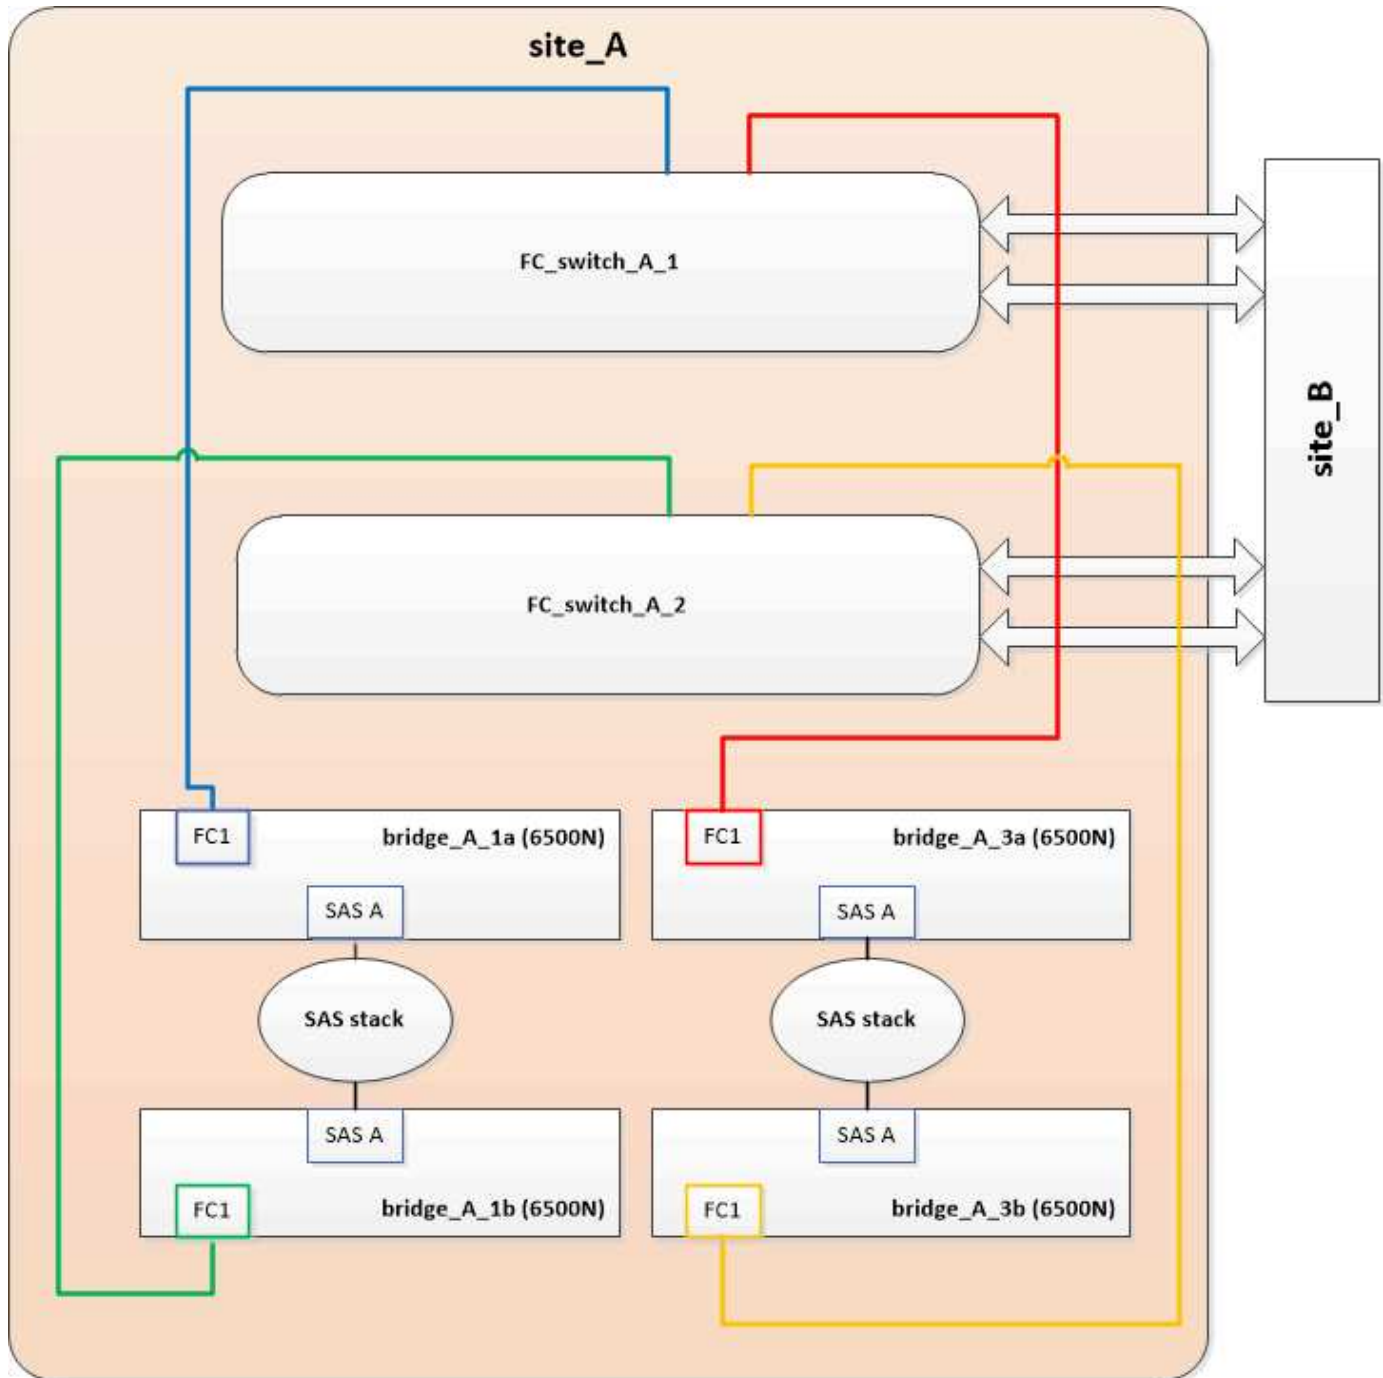 site_A
FC_switch_A_1
site_B
FC_switch_A_2
FC1
bridge_A_1a (6500N)
SAS A
FC1
bridge_A_3a (6500N)
SAS A
SAS stack
SAS stack
SAS A
FC1
bridge_A_1b (6500N)
SAS A
FC1
bridge_A_3b (6500N)